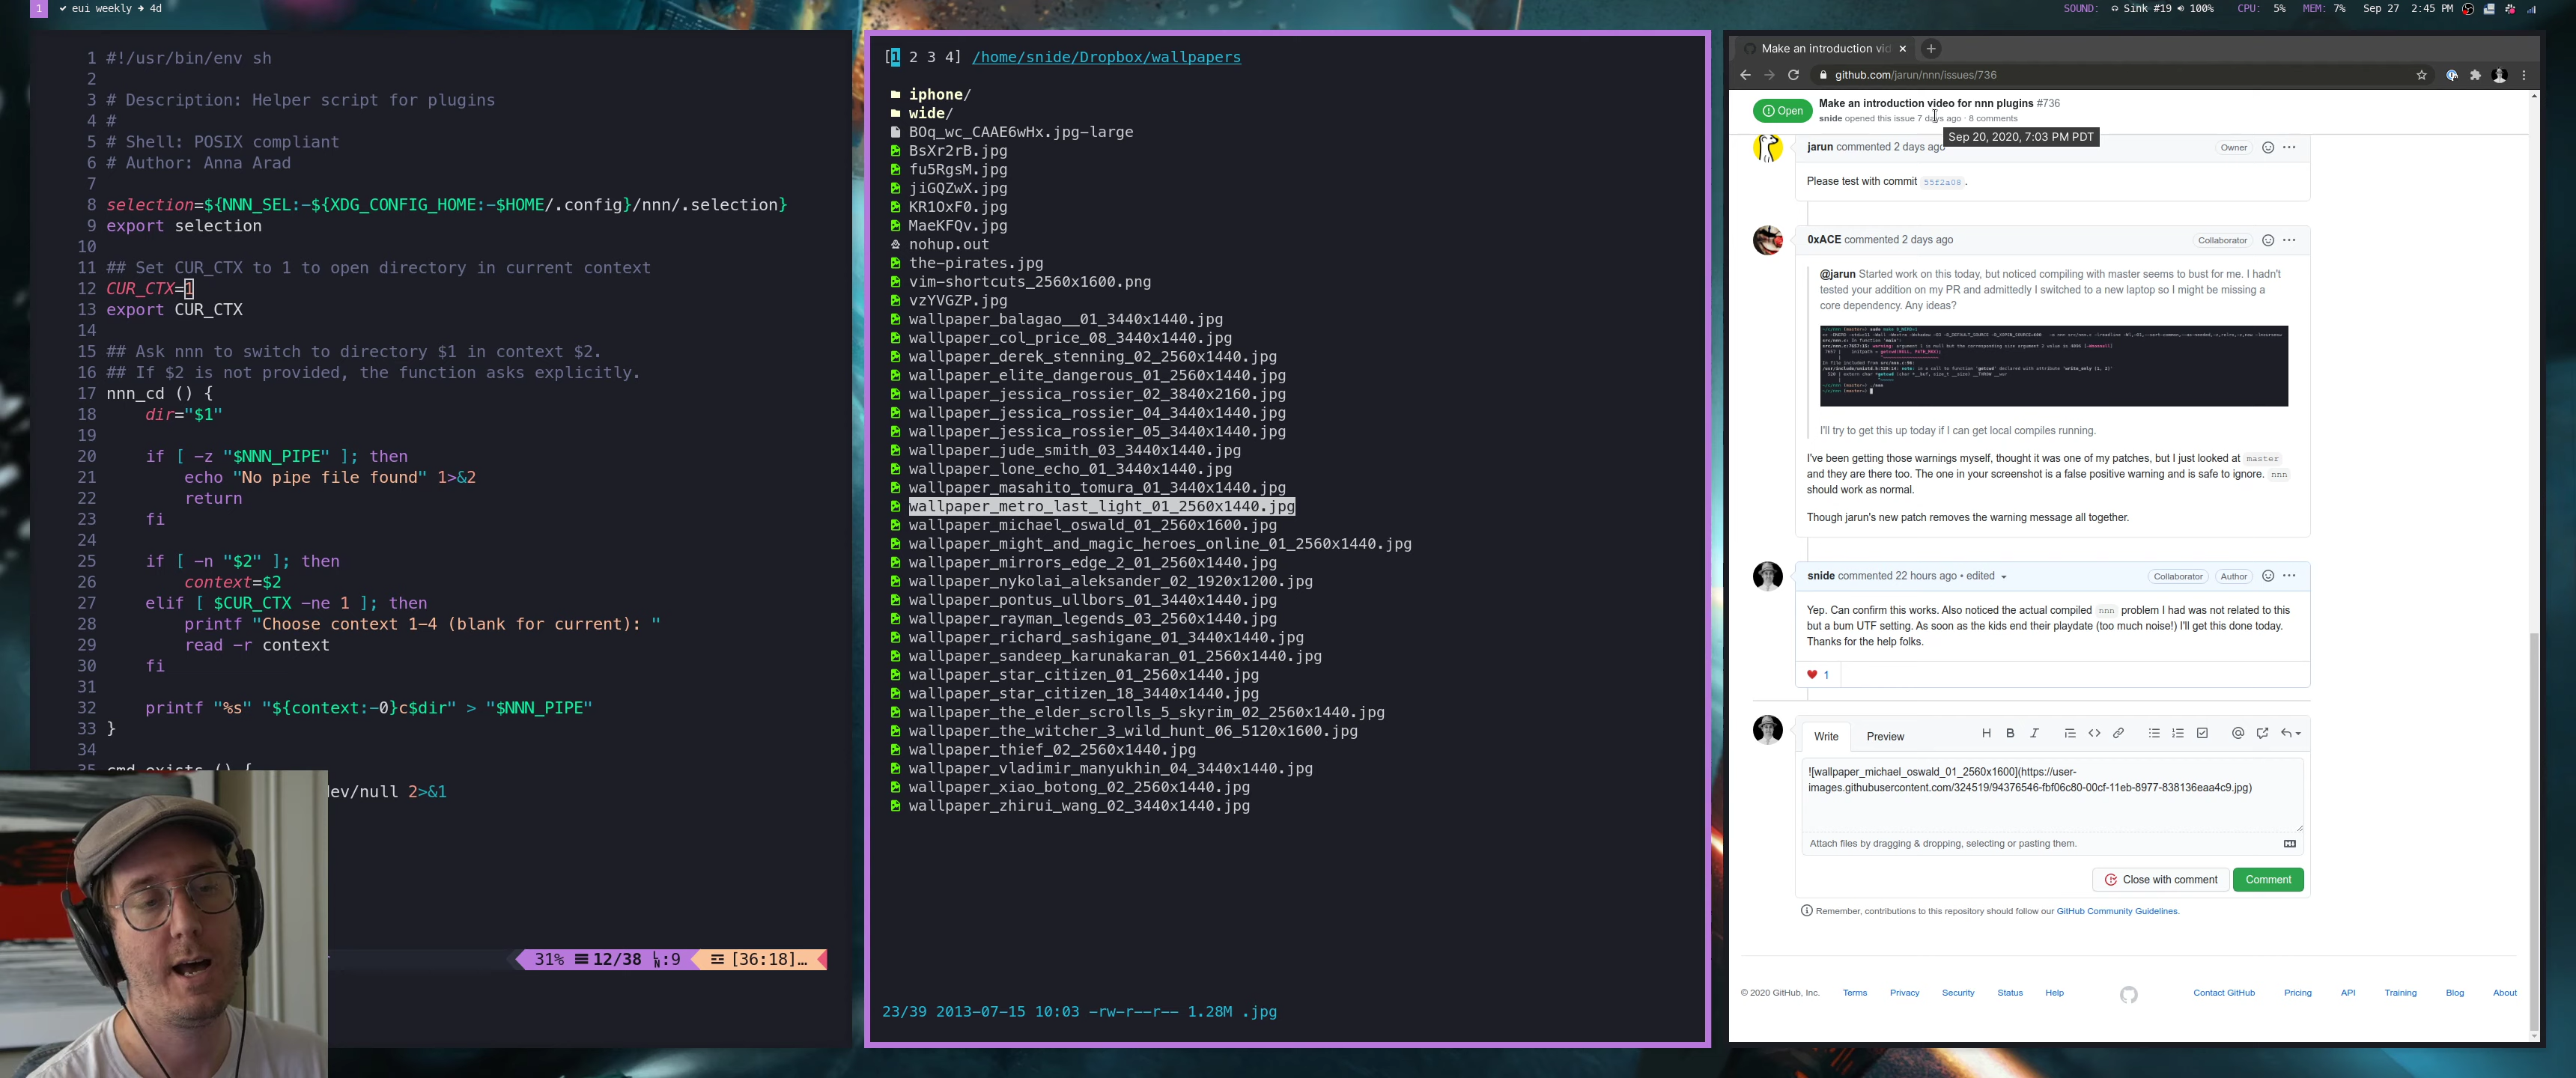 1 ✔ eui weekly ➜ 4d
SOUND: Sink #19 100% CPU: 5% MEM: 7% Sep 27 2:45 PM
1 #!/usr/bin/env sh
2
3 # Description: Helper script for plugins
4 #
5 # Shell: POSIX compliant
6 # Author: Anna Arad
7
8 selection=${NNN_SEL:-${XDG_CONFIG_HOME:-$HOME/.config}/nnn/.selection}
9 export selection
10
11 ## Set CUR_CTX to 1 to open directory in current context
12 CUR_CTX=1
13 export CUR_CTX
14
15 ## Ask nnn to switch to directory $1 in context $2.
16 ## If $2 is not provided, the function asks explicitly.
17 nnn_cd () {
18 dir="$1"
19
20 if [ -z "$NNN_PIPE" ]; then
21 echo "No pipe file found" 1>&2
22 return
23 fi
24
25 if [ -n "$2" ]; then
26 context=$2
27 elif [ $CUR_CTX -ne 1 ]; then
28 printf "Choose context 1-4 (blank for current): "
29 read -r context
30 fi
31
32 printf "%s" "${context:-0}c$dir" > "$NNN_PIPE"
33 }
34
35 cmd_exists () {
dev/null 2>&1
31% 12/38 :9 [36:18]…
[1 2 3 4] /home/snide/Dropbox/wallpapers
iphone/
wide/
BOq_wc_CAAE6wHx.jpg-large
BsXr2rB.jpg
fu5RgsM.jpg
jiGQZwX.jpg
KR1OxF0.jpg
MaeKFQv.jpg
nohup.out
the-pirates.jpg
vim-shortcuts_2560x1600.png
vzYVGZP.jpg
wallpaper_balagao__01_3440x1440.jpg
wallpaper_col_price_08_3440x1440.jpg
wallpaper_derek_stenning_02_2560x1440.jpg
wallpaper_elite_dangerous_01_2560x1440.jpg
wallpaper_jessica_rossier_02_3840x2160.jpg
wallpaper_jessica_rossier_04_3440x1440.jpg
wallpaper_jessica_rossier_05_3440x1440.jpg
wallpaper_jude_smith_03_3440x1440.jpg
wallpaper_lone_echo_01_3440x1440.jpg
wallpaper_masahito_tomura_01_3440x1440.jpg
wallpaper_metro_last_light_01_2560x1440.jpg
wallpaper_michael_oswald_01_2560x1600.jpg
wallpaper_might_and_magic_heroes_online_01_2560x1440.jpg
wallpaper_mirrors_edge_2_01_2560x1440.jpg
wallpaper_nykolai_aleksander_02_1920x1200.jpg
wallpaper_pontus_ullbors_01_3440x1440.jpg
wallpaper_rayman_legends_03_2560x1440.jpg
wallpaper_richard_sashigane_01_3440x1440.jpg
wallpaper_sandeep_karunakaran_01_2560x1440.jpg
wallpaper_star_citizen_01_2560x1440.jpg
wallpaper_star_citizen_18_3440x1440.jpg
wallpaper_the_elder_scrolls_5_skyrim_02_2560x1440.jpg
wallpaper_the_witcher_3_wild_hunt_06_5120x1600.jpg
wallpaper_thief_02_2560x1440.jpg
wallpaper_vladimir_manyukhin_04_3440x1440.jpg
wallpaper_xiao_botong_02_2560x1440.jpg
wallpaper_zhirui_wang_02_3440x1440.jpg
23/39 2013-07-15 10:03 -rw-r--r-- 1.28M .jpg
Make an introduction vid
github.com/jarun/nnn/issues/736
Open
Make an introduction video for nnn plugins #736
snide opened this issue 7 days ago · 8 comments
Sep 20, 2020, 7:03 PM PDT
jarun commented 2 days ago Owner
Please test with commit 55f2a08.
0xACE commented 2 days ago Collaborator
@jarun Started work on this today, but noticed compiling with master seems to bust for me. I hadn't
tested your addition on my PR and admittedly I switched to a new laptop so I might be missing a
core dependency. Any ideas?
I'll try to get this up today if I can get local compiles running.
I've been getting those warnings myself, thought it was one of my patches, but I just looked at master
and they are there too. The one in your screenshot is a false positive warning and is safe to ignore. nnn
should work as normal.
Though jarun's new patch removes the warning message all together.
snide commented 22 hours ago • edited Collaborator Author
Yep. Can confirm this works. Also noticed the actual compiled nnn problem I had was not related to this
but a bum UTF setting. As soon as the kids end their playdate (too much noise!) I'll get this done today.
Thanks for the help folks.
❤ 1
Write Preview
![wallpaper_michael_oswald_01_2560x1600](https://user-
images.githubusercontent.com/324519/94376546-fbf06c80-00cf-11eb-8977-838136eaa4c9.jpg)
Attach files by dragging & dropping, selecting or pasting them.
Close with comment Comment
Remember, contributions to this repository should follow our GitHub Community Guidelines.
© 2020 GitHub, Inc. Terms Privacy Security Status Help Contact GitHub Pricing API Training Blog About